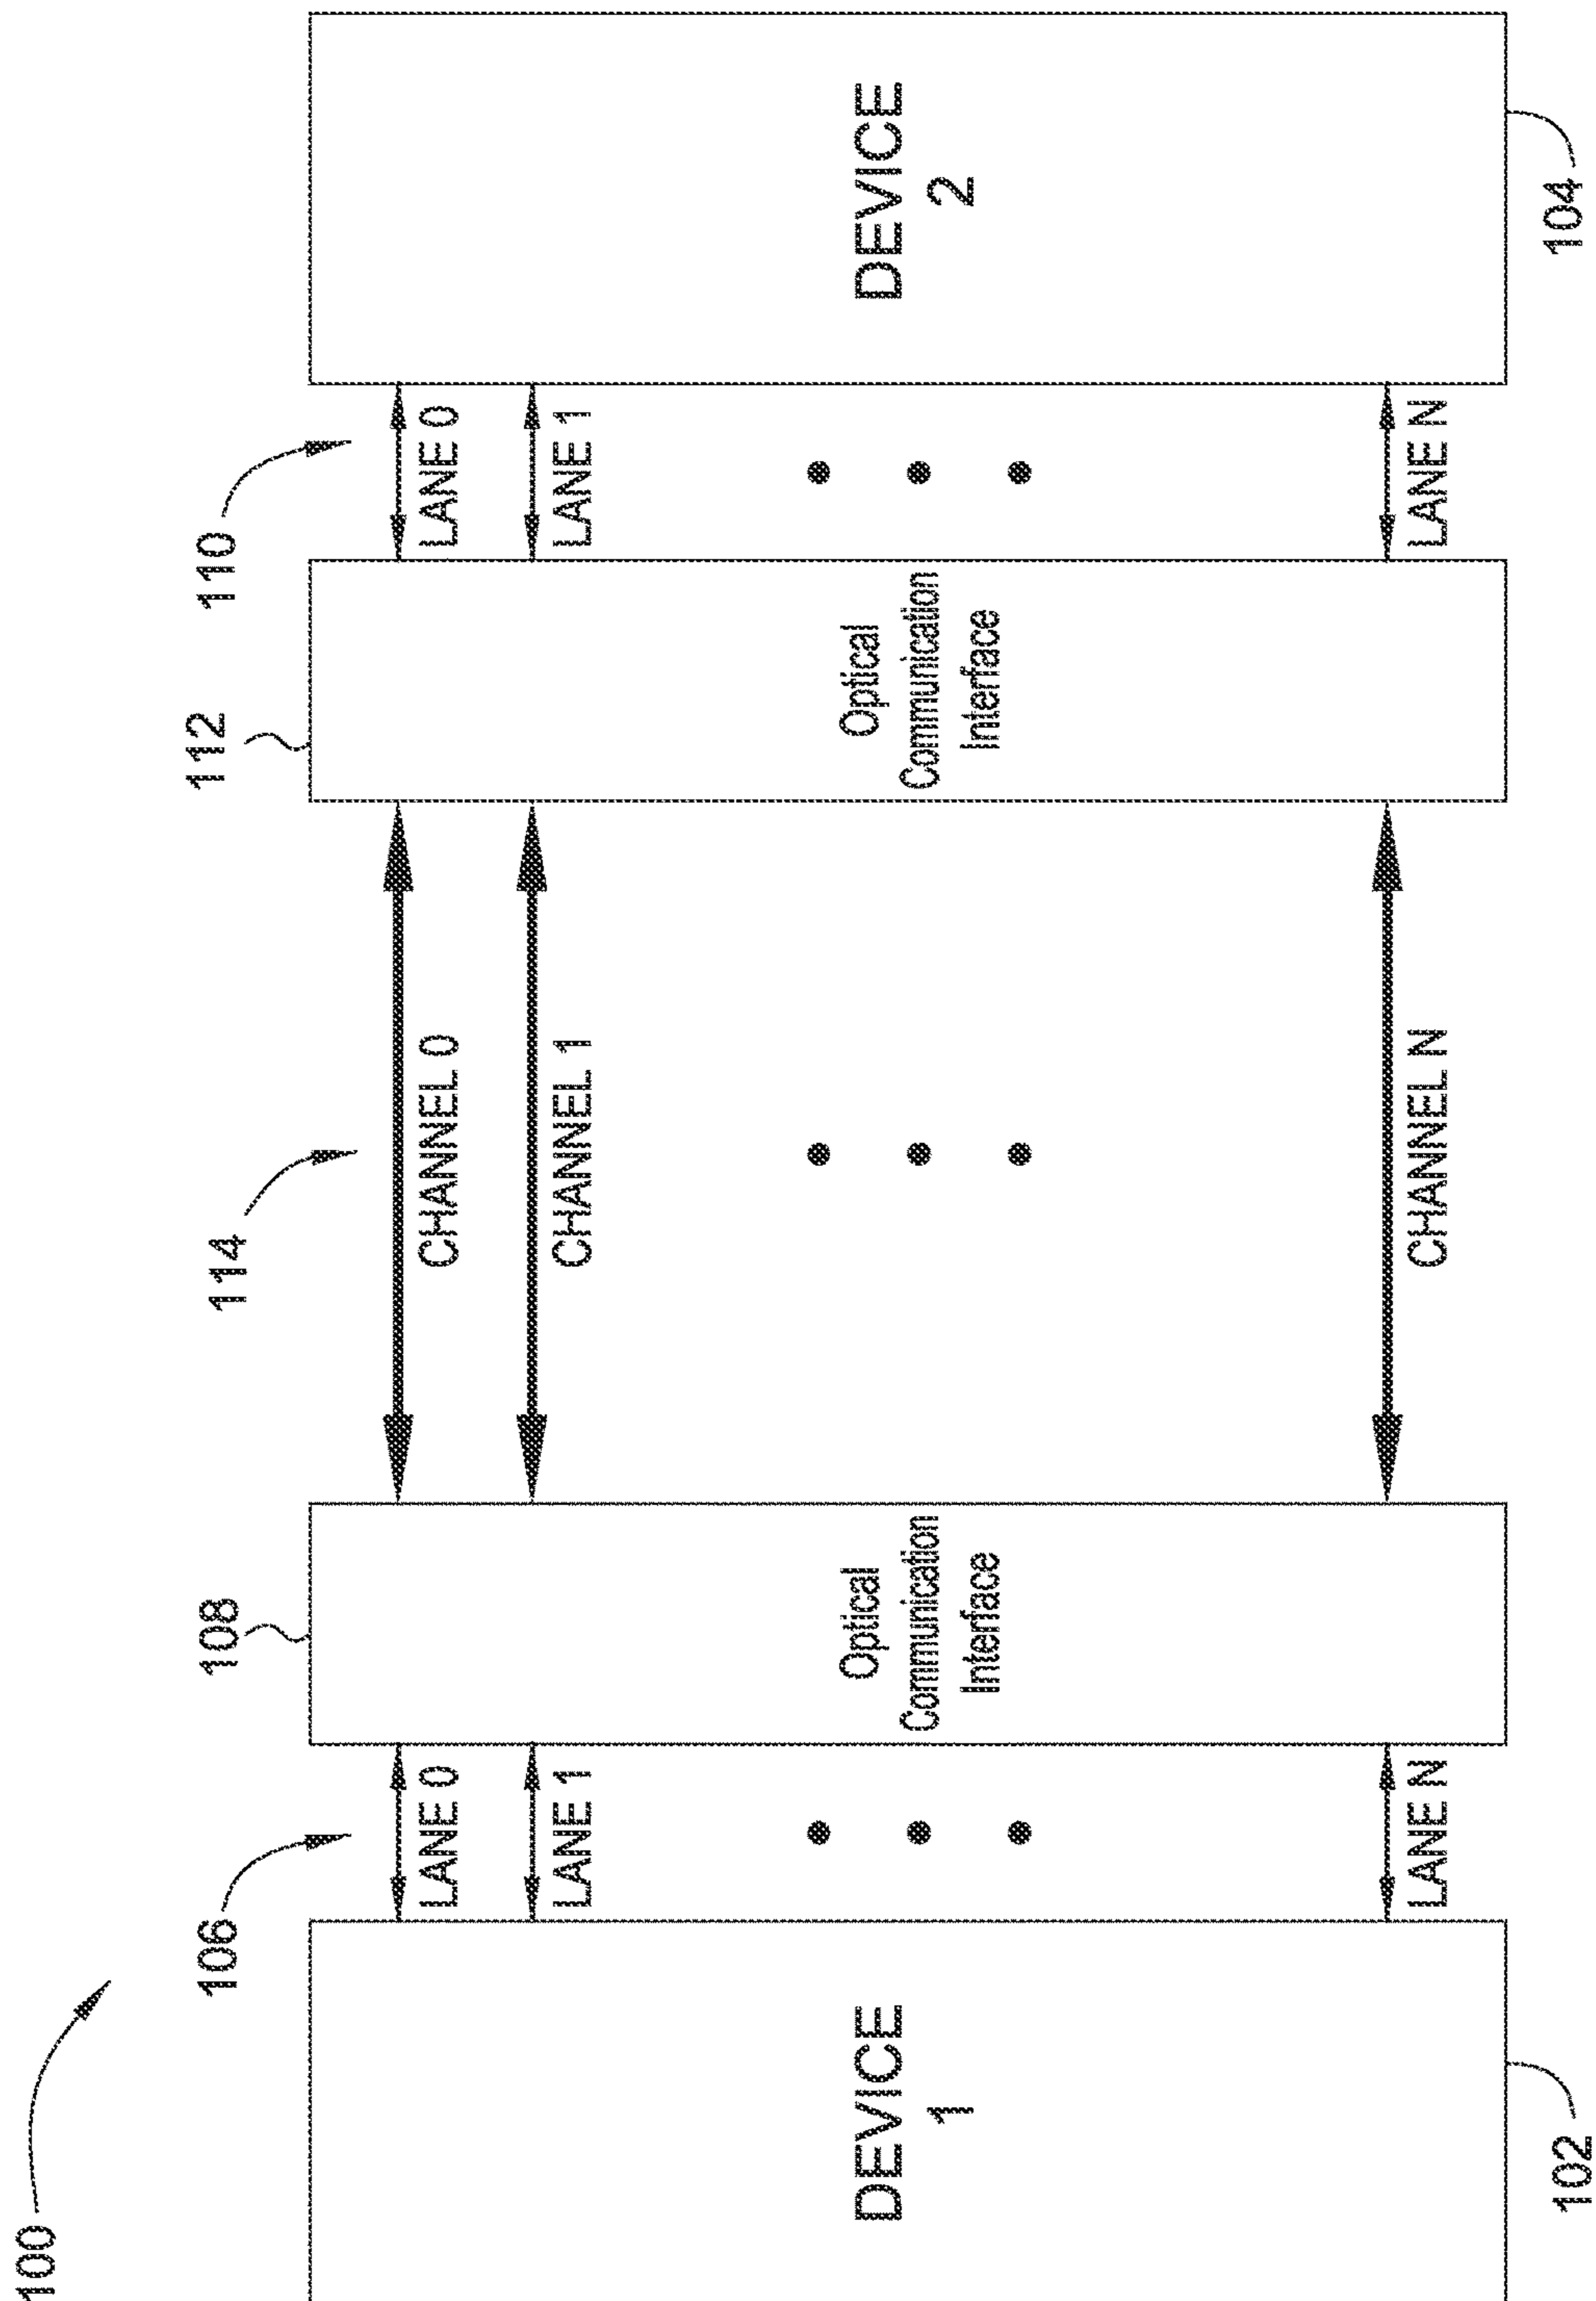 100
106
108
114
112
110
LANE 0
CHANNEL 0
LANE 0
LANE 1
CHANNEL 1
LANE 1
DEVICE
1
Optical
Communication
Interface
Optical
Communication
Interface
DEVICE
2
LANE N
CHANNEL N
LANE N
102
104